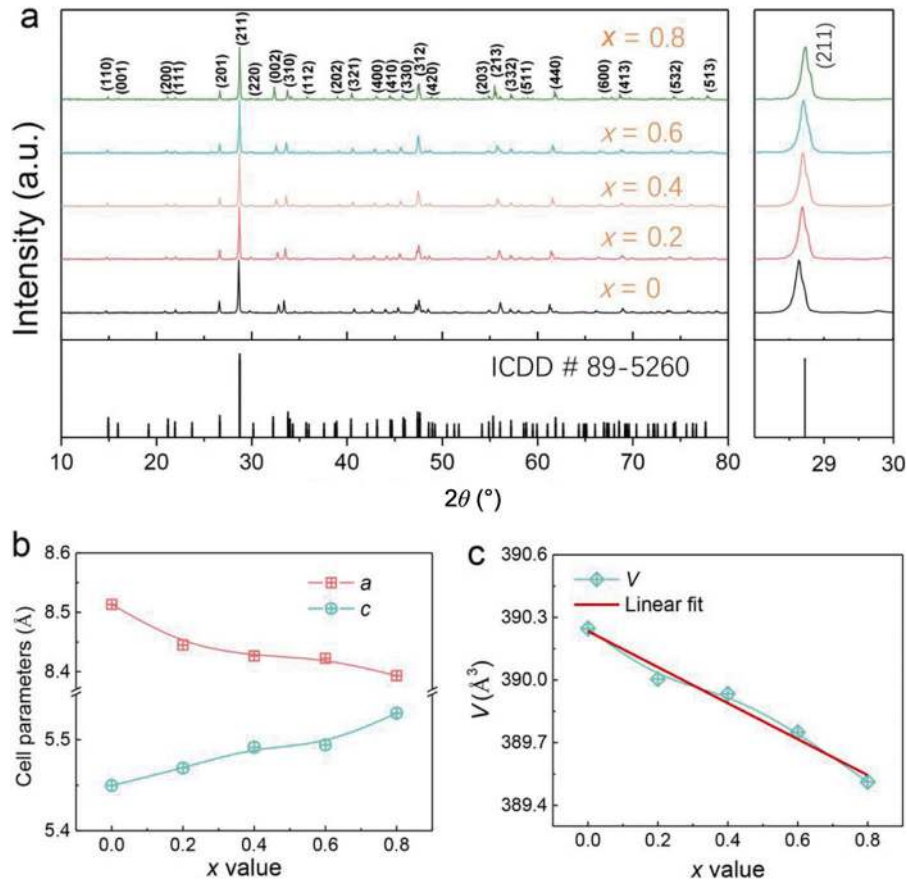 a
Intensity (a.u.)
(110)
(001)
(200)
(111)
(201)
(211)
(220)
(002)
(310)
(112)
(202)
(321)
(400)
(410)
(330)
(312)
(420)
(203)
(213)
(332)
(511)
(440)
(600)
(413)
(532)
(513)
x = 0.8
x = 0.6
x = 0.4
x = 0.2
x = 0
ICDD # 89-5260
(211)
10 20 30 40 50 60 70 80
29 30
2θ (°)
b
Cell parameters (Å)
8.6
8.5
8.4
5.5
5.4
a
c
0.0 0.2 0.4 0.6 0.8
x value
c
V (Å³)
390.6
390.3
390.0
389.7
389.4
V
Linear fit
0.0 0.2 0.4 0.6 0.8
x value